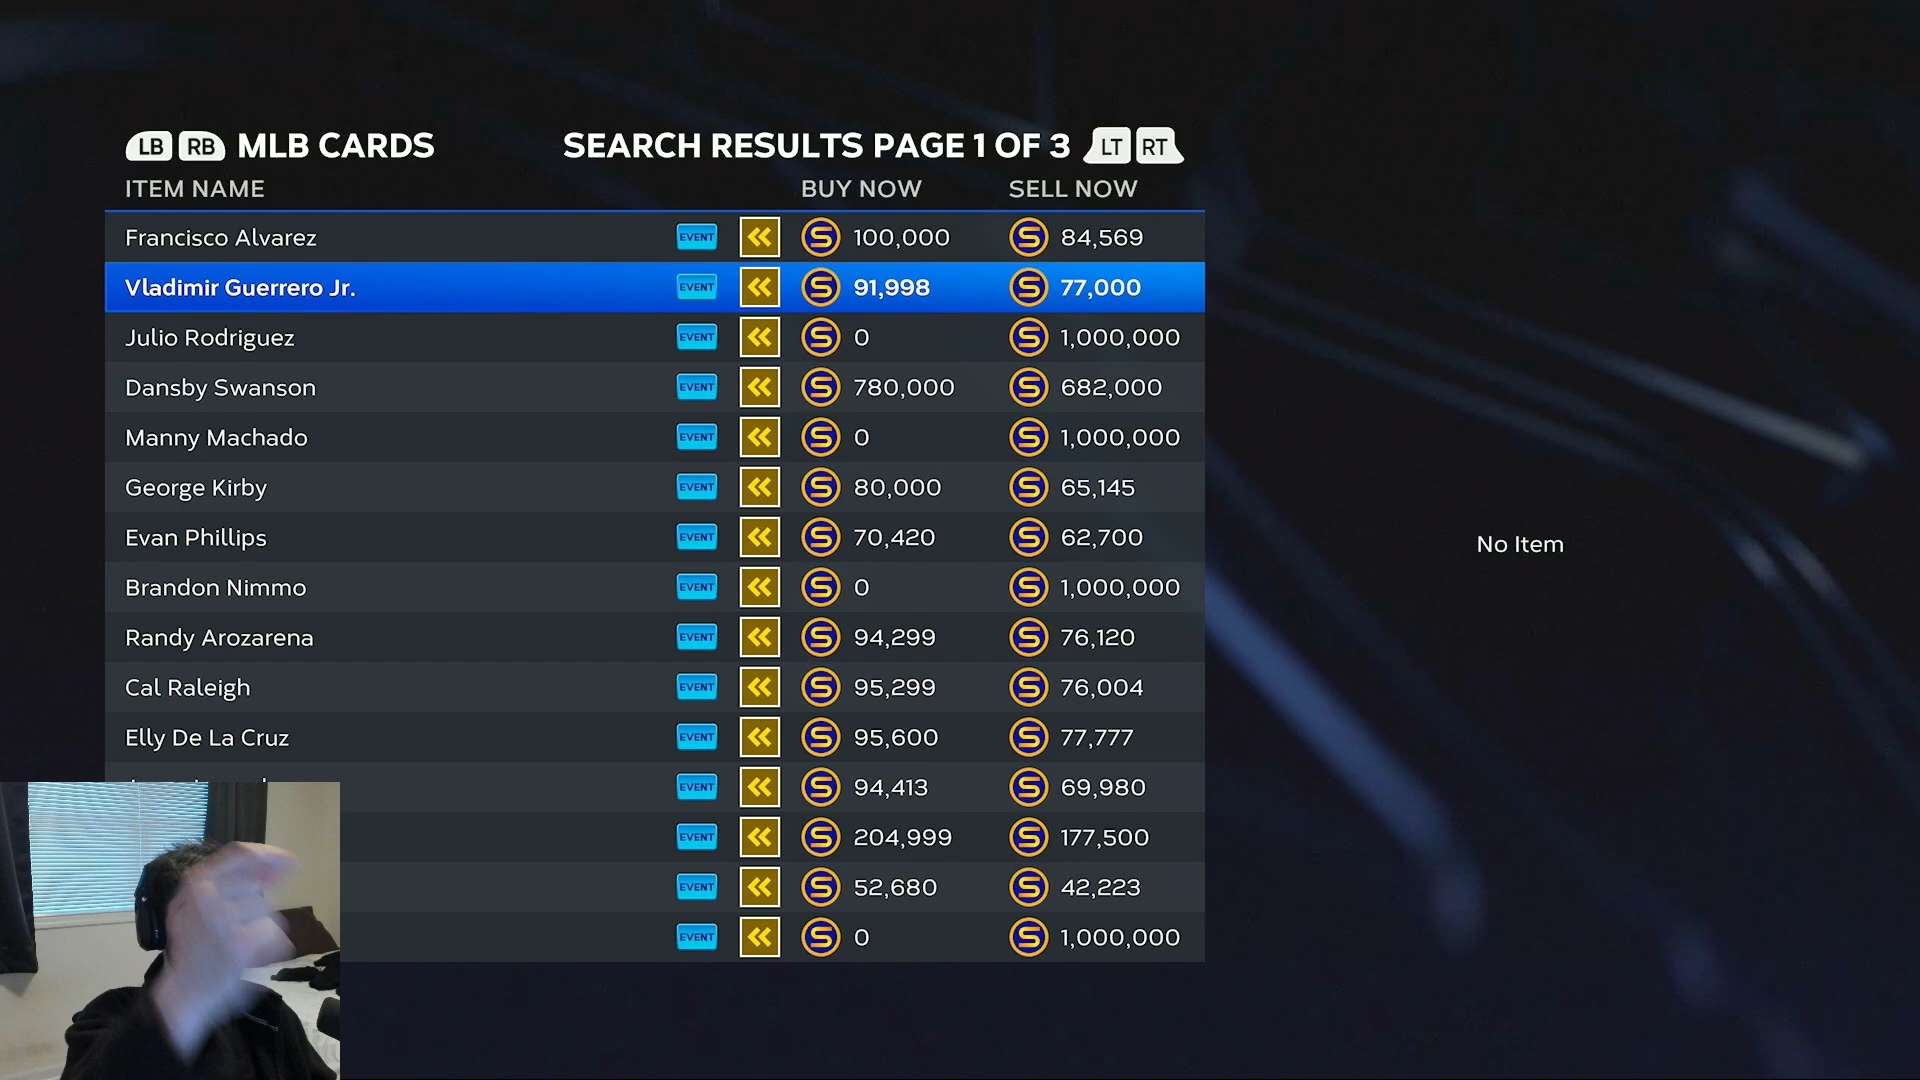 LB RB MLB CARDS SEARCH RESULTS PAGE 1 OF 3 LT RT
ITEM NAME BUY NOW SELL NOW
Francisco Alvarez EVENT S 100,000 S 84,569
Vladimir Guerrero Jr. EVENT S 91,998 S 77,000
Julio Rodriguez EVENT S 0 S 1,000,000
Dansby Swanson EVENT S 780,000 S 682,000
Manny Machado EVENT S 0 S 1,000,000
George Kirby EVENT S 80,000 S 65,145
Evan Phillips EVENT S 70,420 S 62,700
Brandon Nimmo EVENT S 0 S 1,000,000
Randy Arozarena EVENT S 94,299 S 76,120
Cal Raleigh EVENT S 95,299 S 76,004
Elly De La Cruz EVENT S 95,600 S 77,777
EVENT S 94,413 S 69,980
EVENT S 204,999 S 177,500
EVENT S 52,680 S 42,223
EVENT S 0 S 1,000,000
No Item